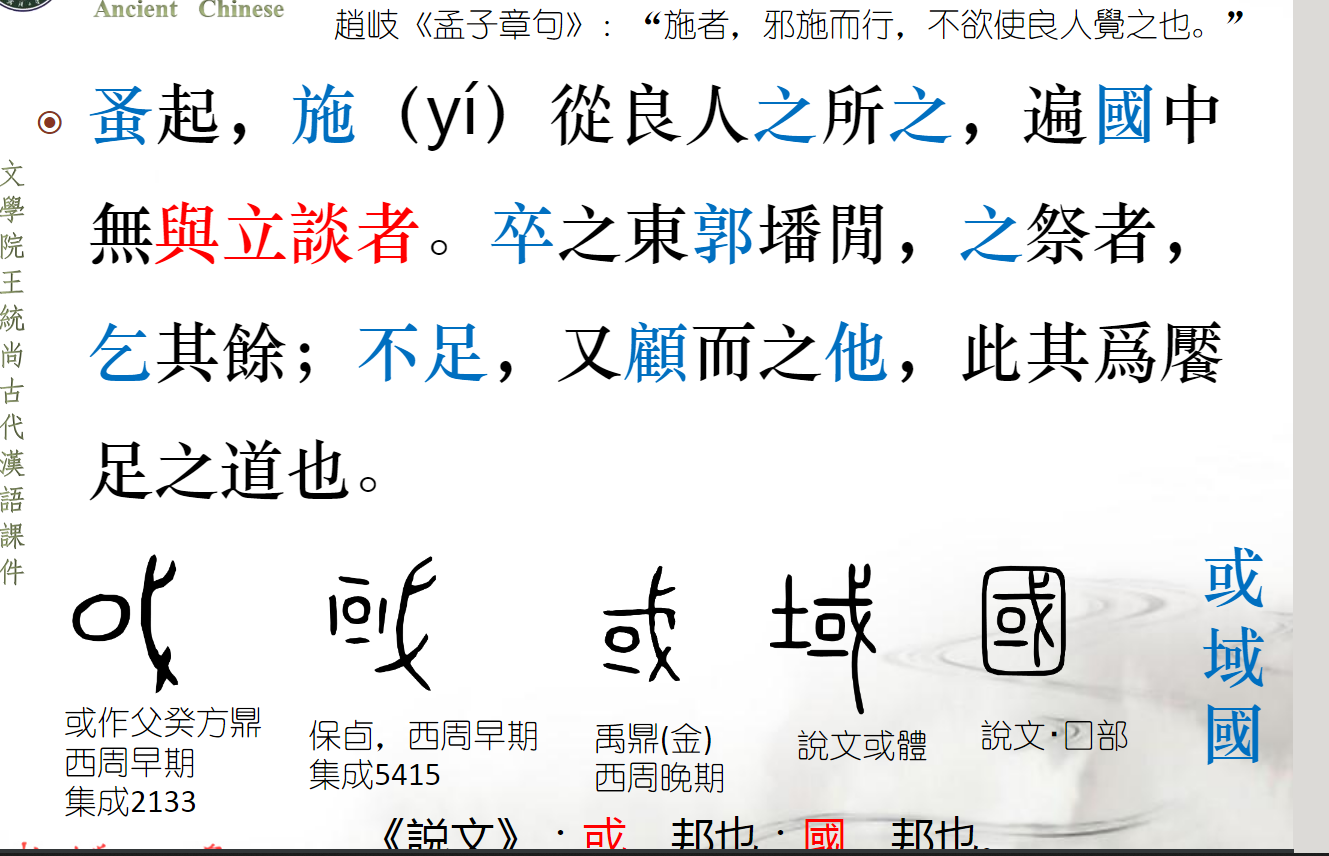 Ancient Chinese
趙岐《孟子章句》：“施者，邪施而行，不欲使良人覺之也。”
蚤起，施（yí）從良人之所之，遍國中
無與立談者。卒之東郭墦閒，之祭者，
乞其餘；不足，又顧而之他，此其爲饜
足之道也。
文學院王統尚古代漢語課件
或
域
國
或作父癸方鼎
西周早期
集成2133
保卣，西周早期
集成5415
禹鼎(金)
西周晚期
說文或體
說文·囗部
《説文》：或，邦也；國，邦也。